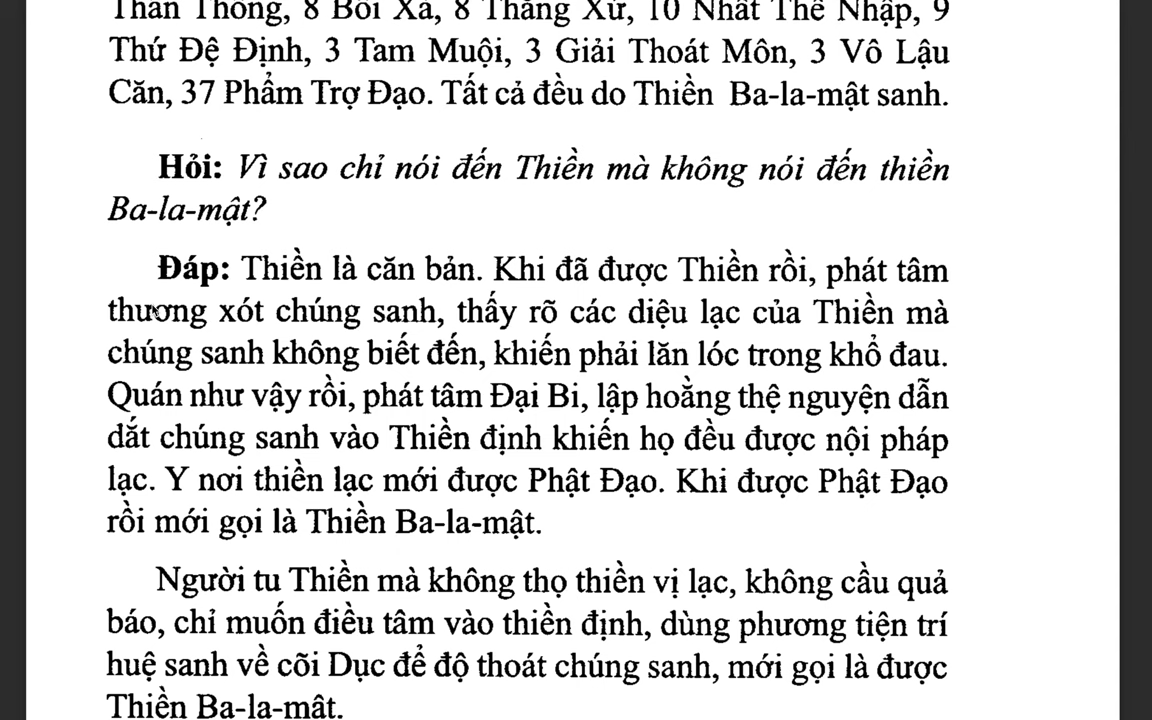 Thần Thông, 8 Bối Xả, 8 Thắng Xứ, 10 Nhất Thế Nhập, 9
Thứ Đệ Định, 3 Tam Muội, 3 Giải Thoát Môn, 3 Vô Lậu
Căn, 37 Phẩm Trợ Đạo. Tất cả đều do Thiền Ba-la-mật sanh.
Hỏi: Vì sao chỉ nói đến Thiền mà không nói đến thiền
Ba-la-mật?
Đáp: Thiền là căn bản. Khi đã được Thiền rồi, phát tâm
thương xót chúng sanh, thấy rõ các diệu lạc của Thiền mà
chúng sanh không biết đến, khiến phải lăn lóc trong khổ đau.
Quán như vậy rồi, phát tâm Đại Bi, lập hoằng thệ nguyện dẫn
dắt chúng sanh vào Thiền định khiến họ đều được nội pháp
lạc. Y nơi thiền lạc mới được Phật Đạo. Khi được Phật Đạo
rồi mới gọi là Thiền Ba-la-mật.
Người tu Thiền mà không thọ thiền vị lạc, không cầu quả
báo, chỉ muốn điều tâm vào thiền định, dùng phương tiện trí
huệ sanh về cõi Dục để độ thoát chúng sanh, mới gọi là được
Thiền Ba-la-mật.